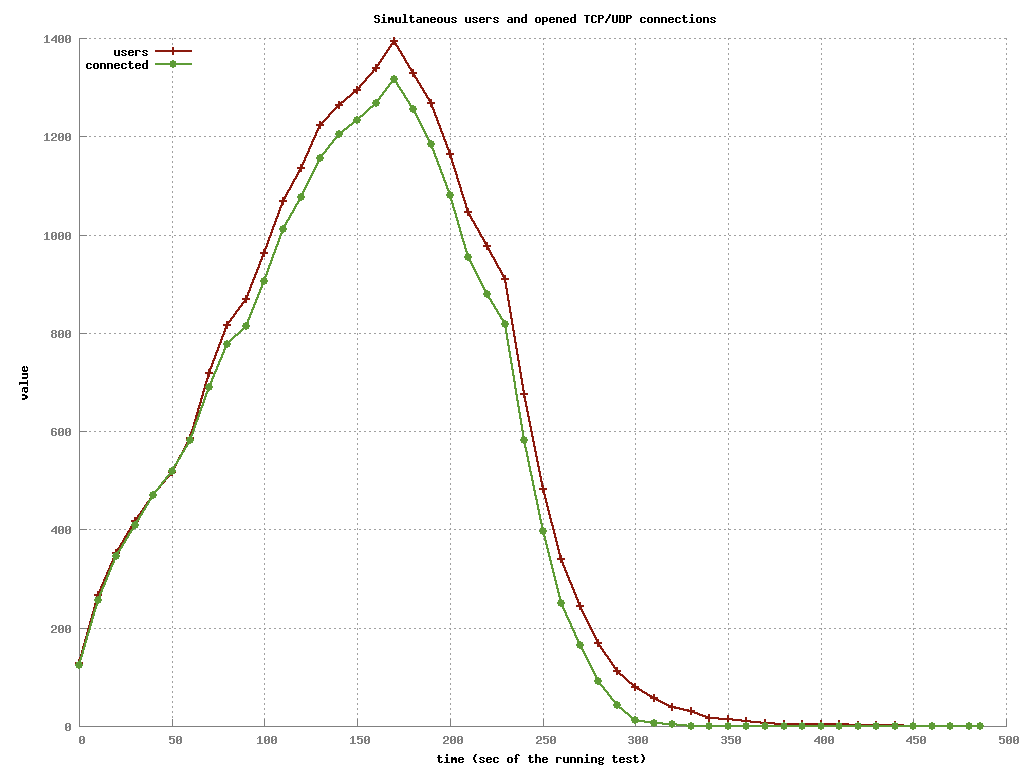 Simultaneous users and opened TCP/UDP connections
1400
users
connected
1200
1000
800
value
600
400
200
0
0 50 100 150 200 250 300 350 400 450 500
time (sec of the running test)